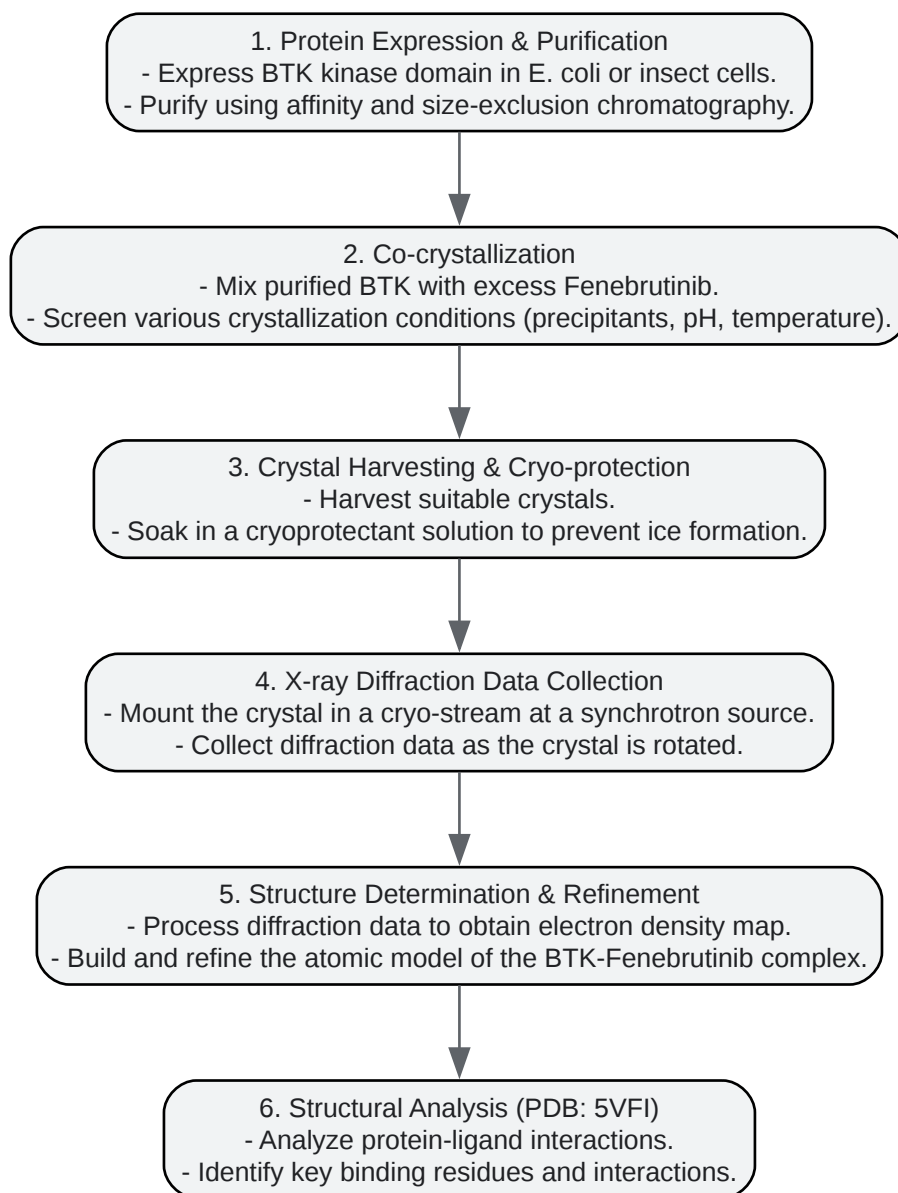 1. Protein Expression & Purification
- Express BTK kinase domain in E. coli or insect cells.
- Purify using affinity and size-exclusion chromatography.
2. Co-crystallization
- Mix purified BTK with excess Fenebrutinib.
- Screen various crystallization conditions (precipitants, pH, temperature).
3. Crystal Harvesting & Cryo-protection
- Harvest suitable crystals.
- Soak in a cryoprotectant solution to prevent ice formation.
4. X-ray Diffraction Data Collection
- Mount the crystal in a cryo-stream at a synchrotron source.
- Collect diffraction data as the crystal is rotated.
5. Structure Determination & Refinement
- Process diffraction data to obtain electron density map.
- Build and refine the atomic model of the BTK-Fenebrutinib complex.
6. Structural Analysis (PDB: 5VFI)
- Analyze protein-ligand interactions.
- Identify key binding residues and interactions.